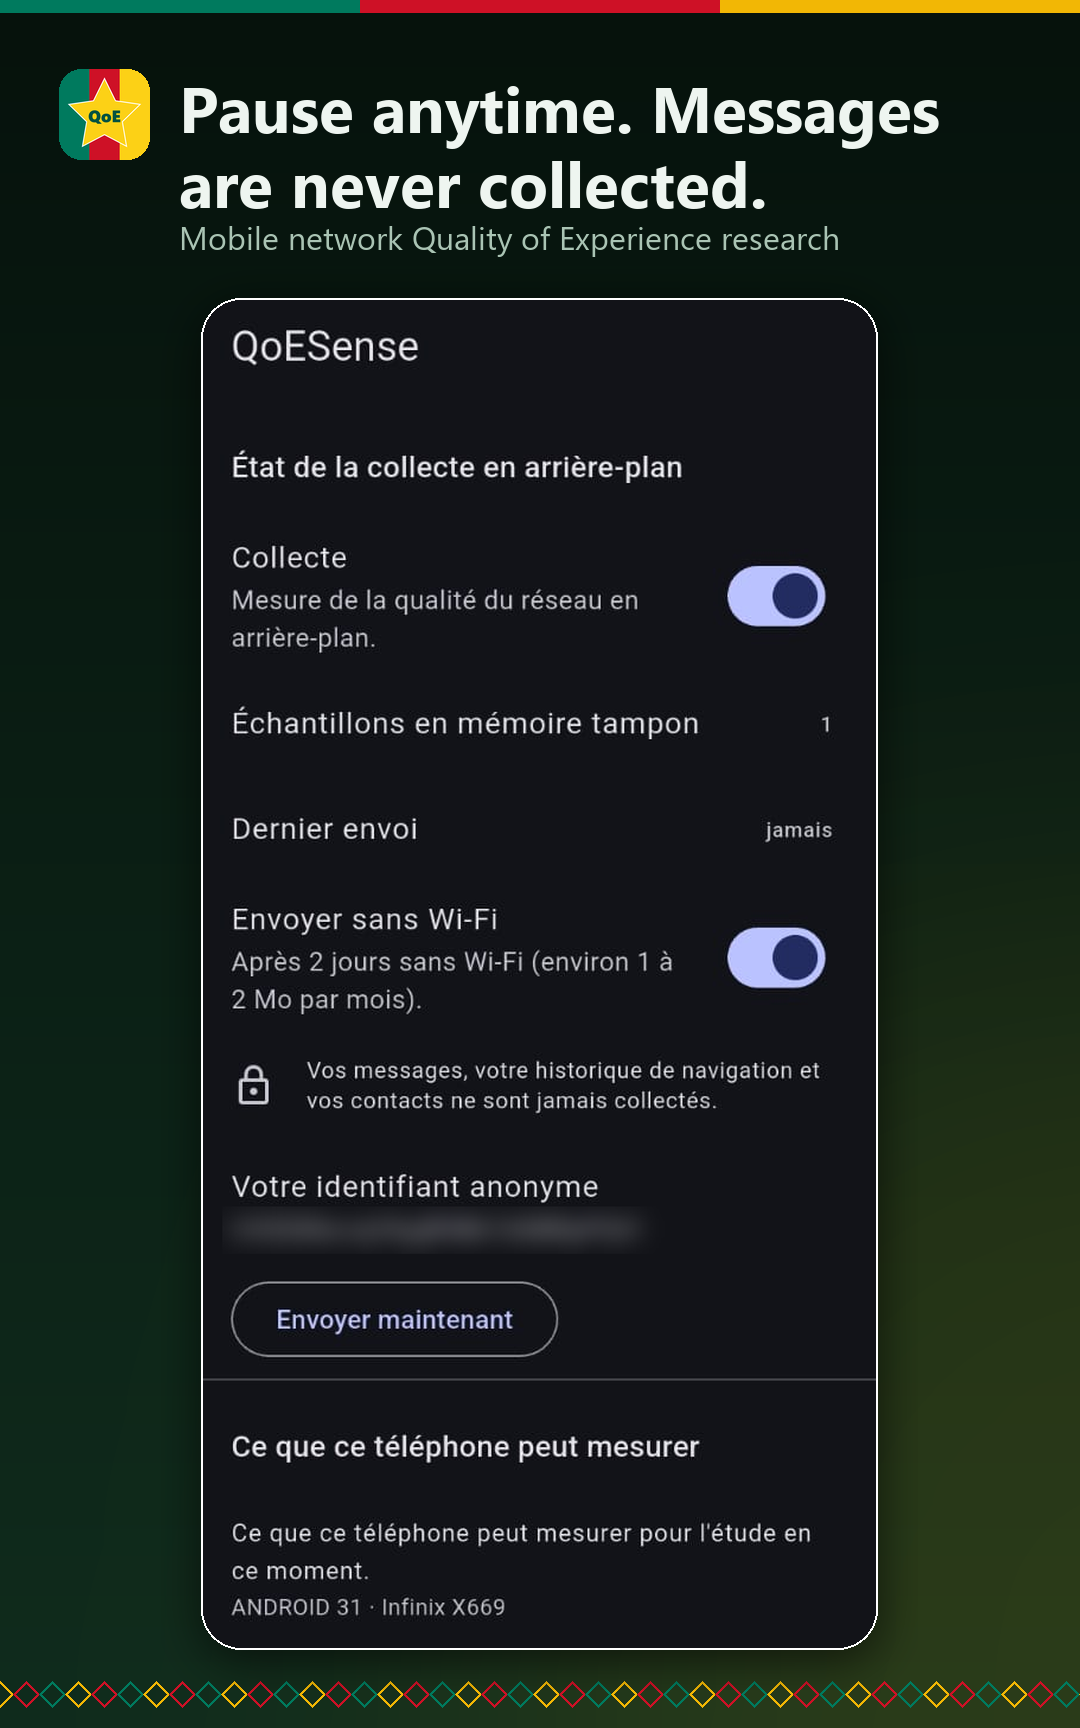 QoE
Pause anytime. Messages
are never collected.
Mobile network Quality of Experience research
QoESense
État de la collecte en arrière-plan
Collecte
Mesure de la qualité du réseau en
arrière-plan.
Échantillons en mémoire tampon 1
Dernier envoi jamais
Envoyer sans Wi-Fi
Après 2 jours sans Wi-Fi (environ 1 à
2 Mo par mois).
Vos messages, votre historique de navigation et
vos contacts ne sont jamais collectés.
Votre identifiant anonyme
Envoyer maintenant
Ce que ce téléphone peut mesurer
Ce que ce téléphone peut mesurer pour l'étude en
ce moment.
ANDROID 31 · Infinix X669